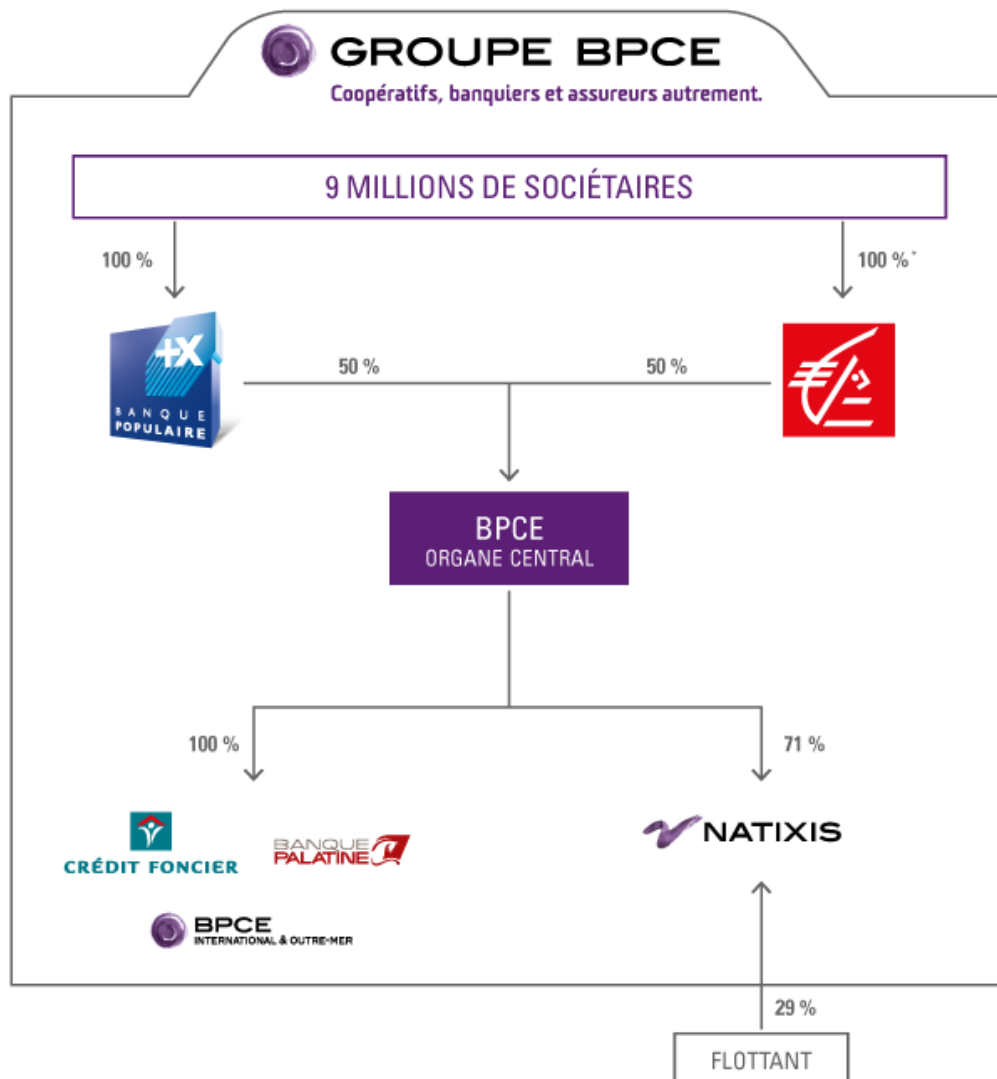 GROUPE BPCE
Coopératifs, banquiers et assureurs autrement.
9 MILLIONS DE SOCIÉTAIRES
100 %
100 %*
+X
BANQUE
POPULAIRE
50 %
50 %
BPCE
ORGANE CENTRAL
100 %
71 %
CRÉDIT FONCIER
BANQUE
PALATINE
NATIXIS
BPCE
INTERNATIONAL & OUTRE-MER
29 %
FLOTTANT